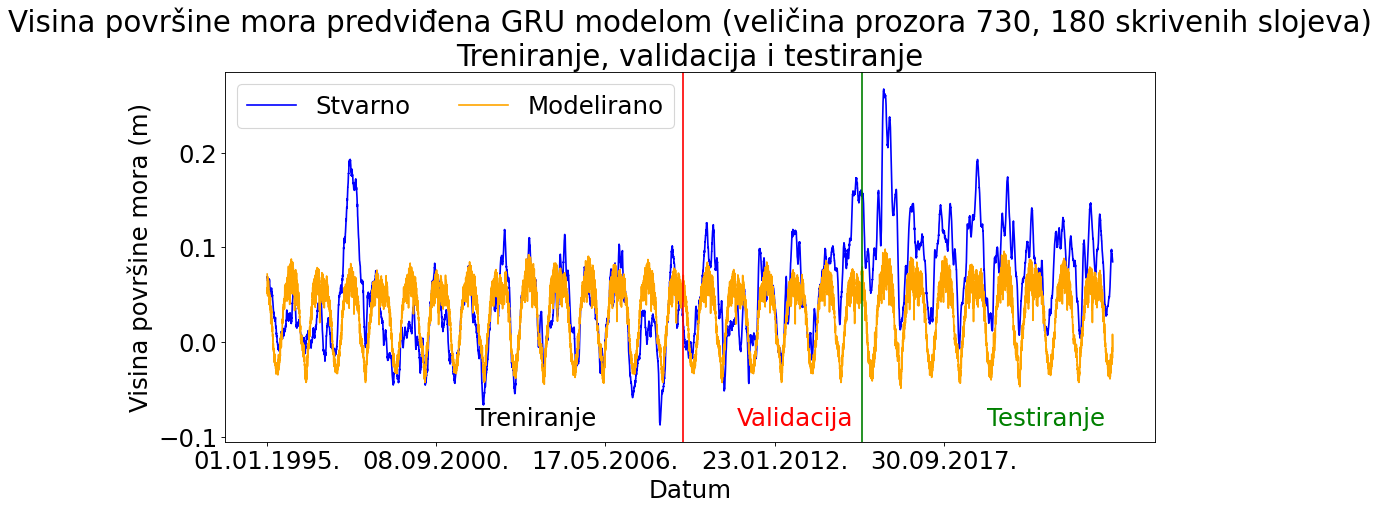 Visina površine mora predviđena GRU modelom (veličina prozora 730, 180 skrivenih slojeva)
Treniranje, validacija i testiranje
Stvarno
Modelirano
Visina površine mora (m)
0.2
0.1
0.0
−0.1
Treniranje
Validacija
Testiranje
01.01.1995.
08.09.2000.
17.05.2006.
23.01.2012.
30.09.2017.
Datum